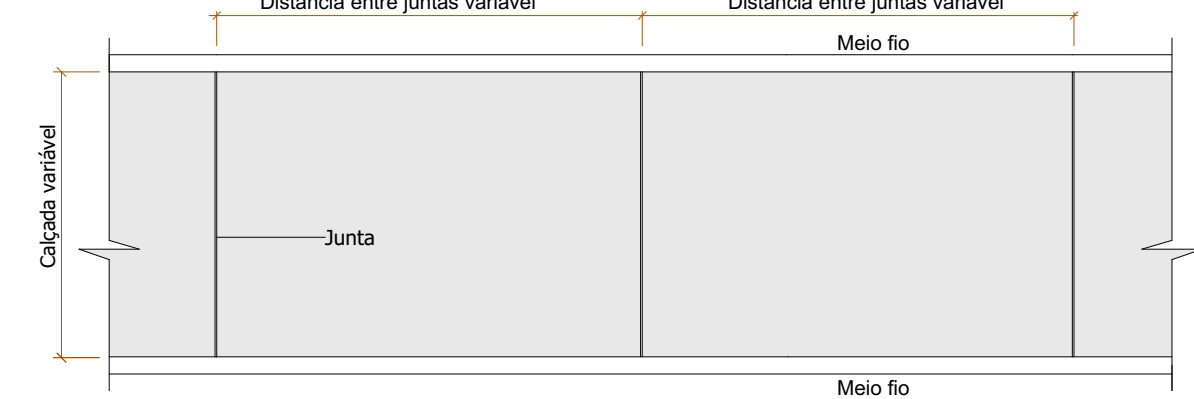 Distância entre juntas variável
Distância entre juntas variável
Meio fio
Calçada variável
Junta
Meio fio